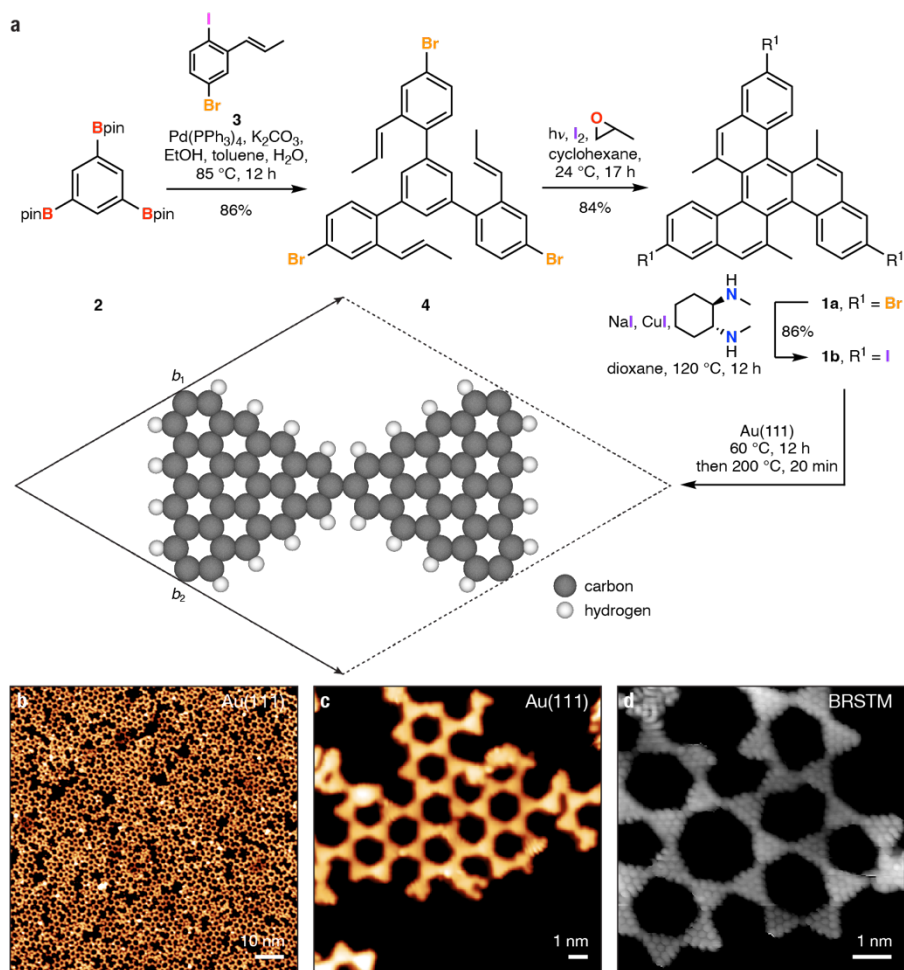 a
I
Br
3
Pd(PPh3)4, K2CO3,
EtOH, toluene, H2O,
85 °C, 12 h
86%
Bpin
pinB
Bpin
2
Br
Br
Br
4
O
hν, I2,
cyclohexane,
24 °C, 17 h
84%
R1
R1
R1
1a, R1 = Br
86%
1b, R1 = I
NaI, CuI,
H
N
N
H
dioxane, 120 °C, 12 h
Au(111)
60 °C, 12 h
then 200 °C, 20 min
b1
b2
carbon
hydrogen
b
Au(111)
10 nm
c
Au(111)
1 nm
d
BRSTM
1 nm